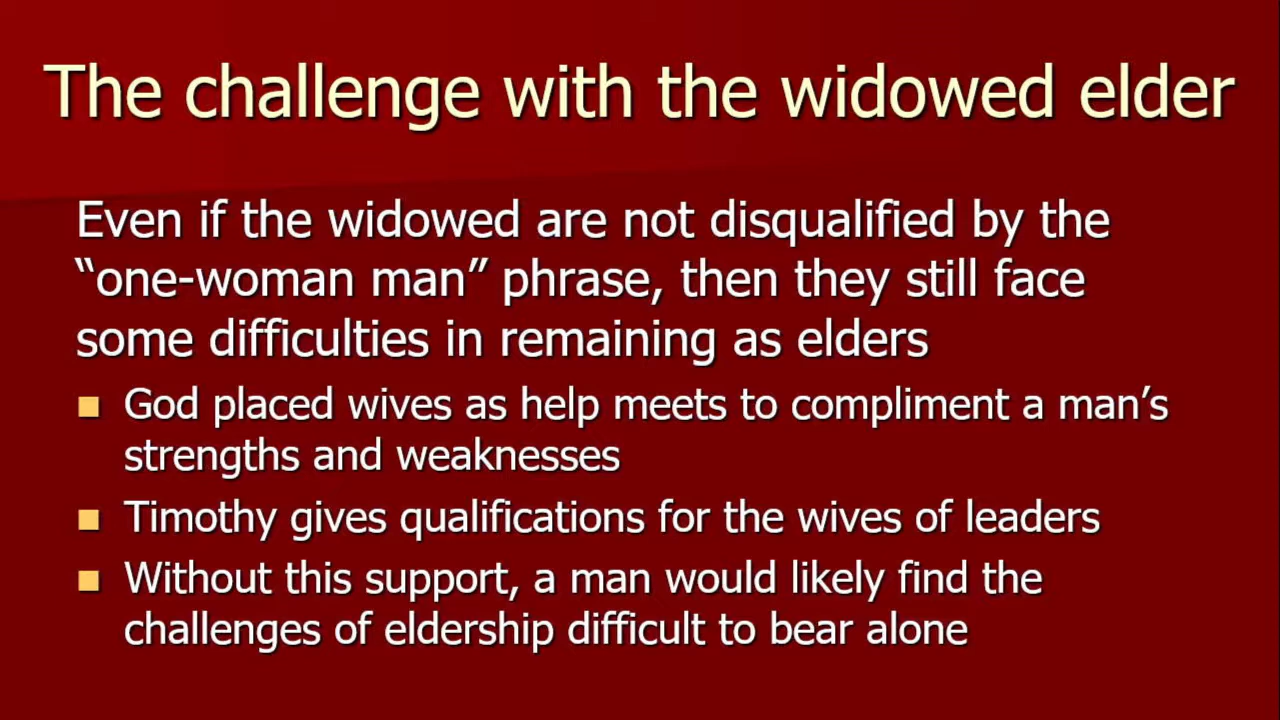 The challenge with the widowed elder
Even if the widowed are not disqualified by the
“one-woman man” phrase, then they still face
some difficulties in remaining as elders
■ God placed wives as help meets to compliment a man’s
strengths and weaknesses
■ Timothy gives qualifications for the wives of leaders
■ Without this support, a man would likely find the
challenges of eldership difficult to bear alone